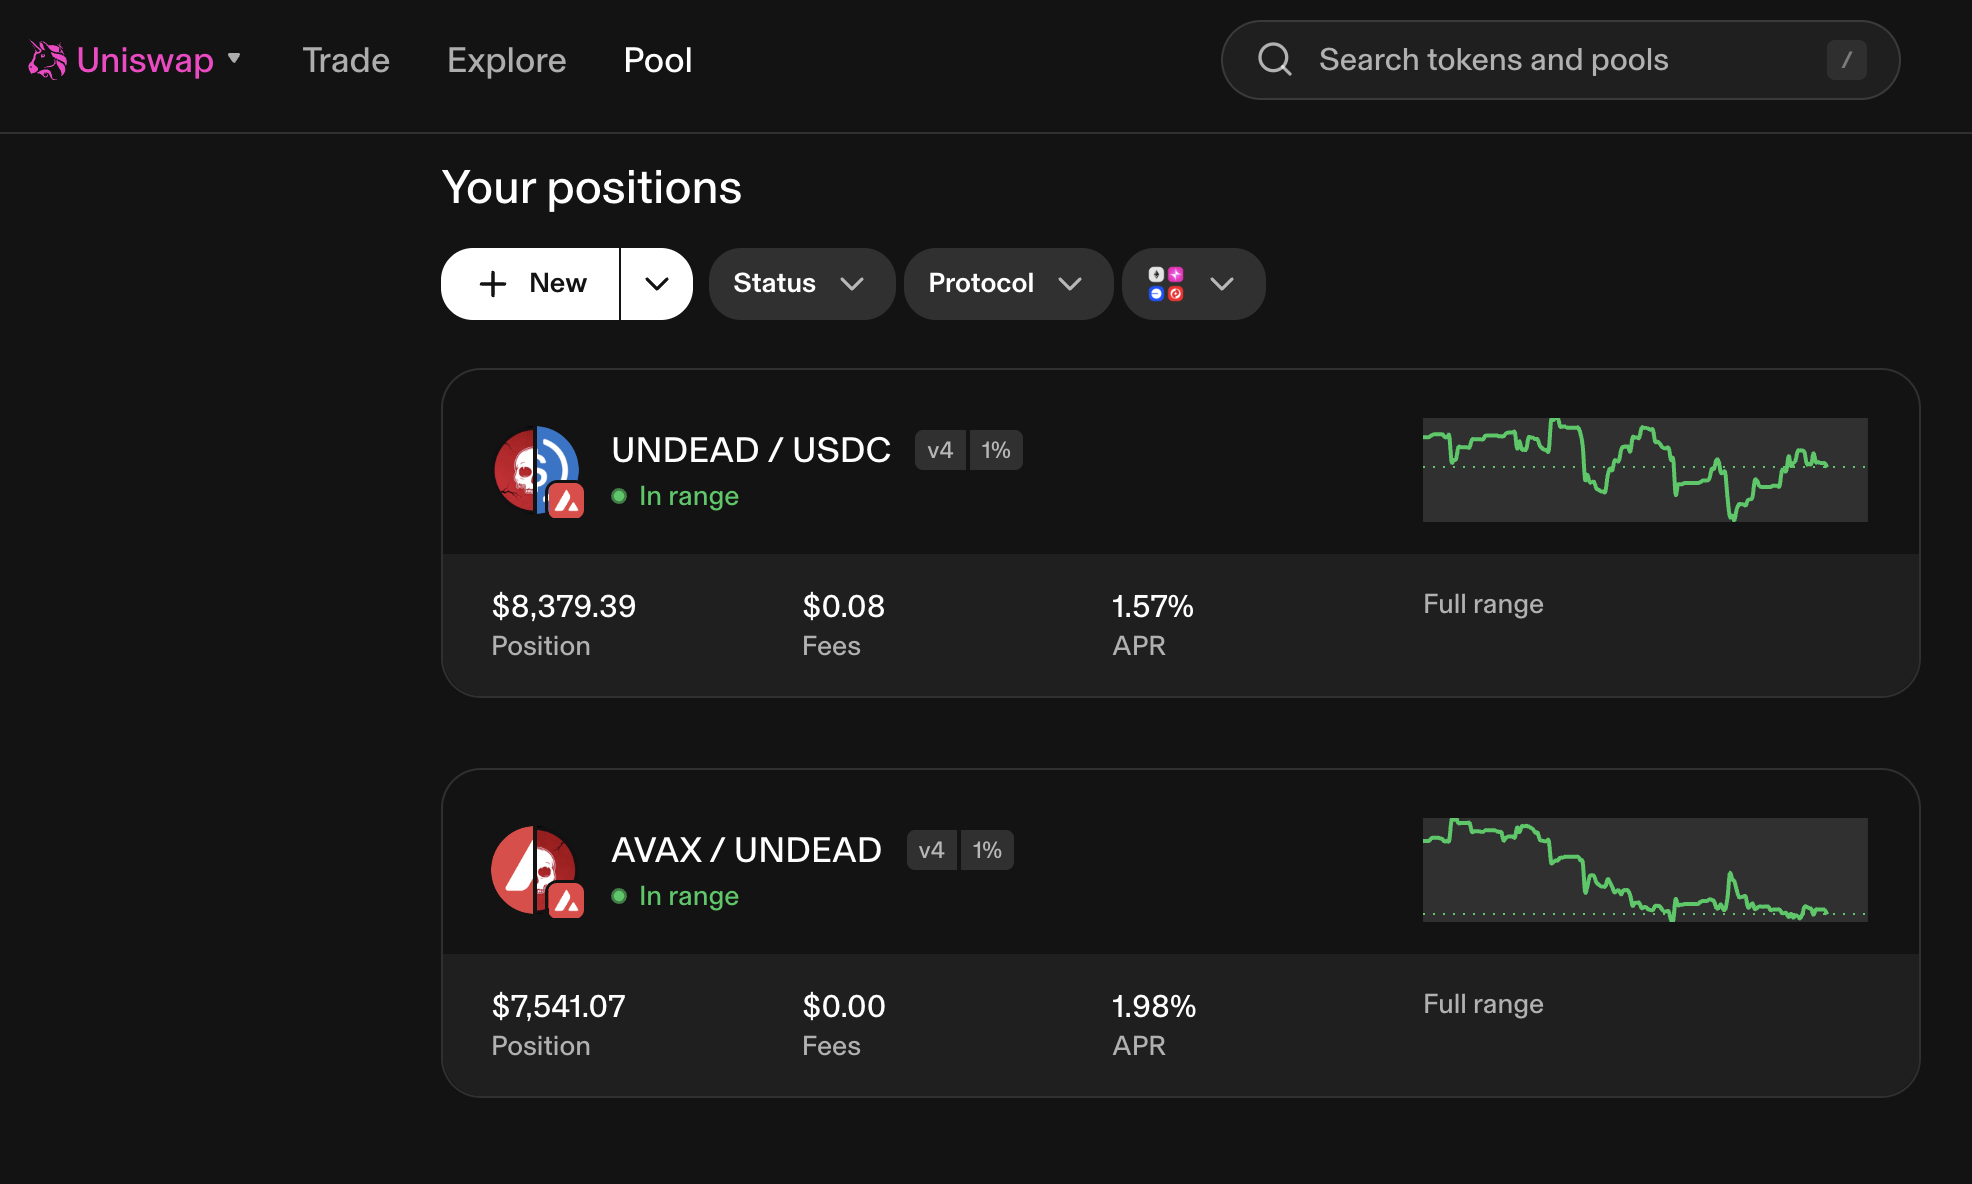 Uniswap Trade Explore Pool Search tokens and pools /
Your positions
New Status Protocol
UNDEAD / USDC v4 1%
In range
$8,379.39 $0.08 1.57% Full range
Position Fees APR
AVAX / UNDEAD v4 1%
In range
$7,541.07 $0.00 1.98% Full range
Position Fees APR